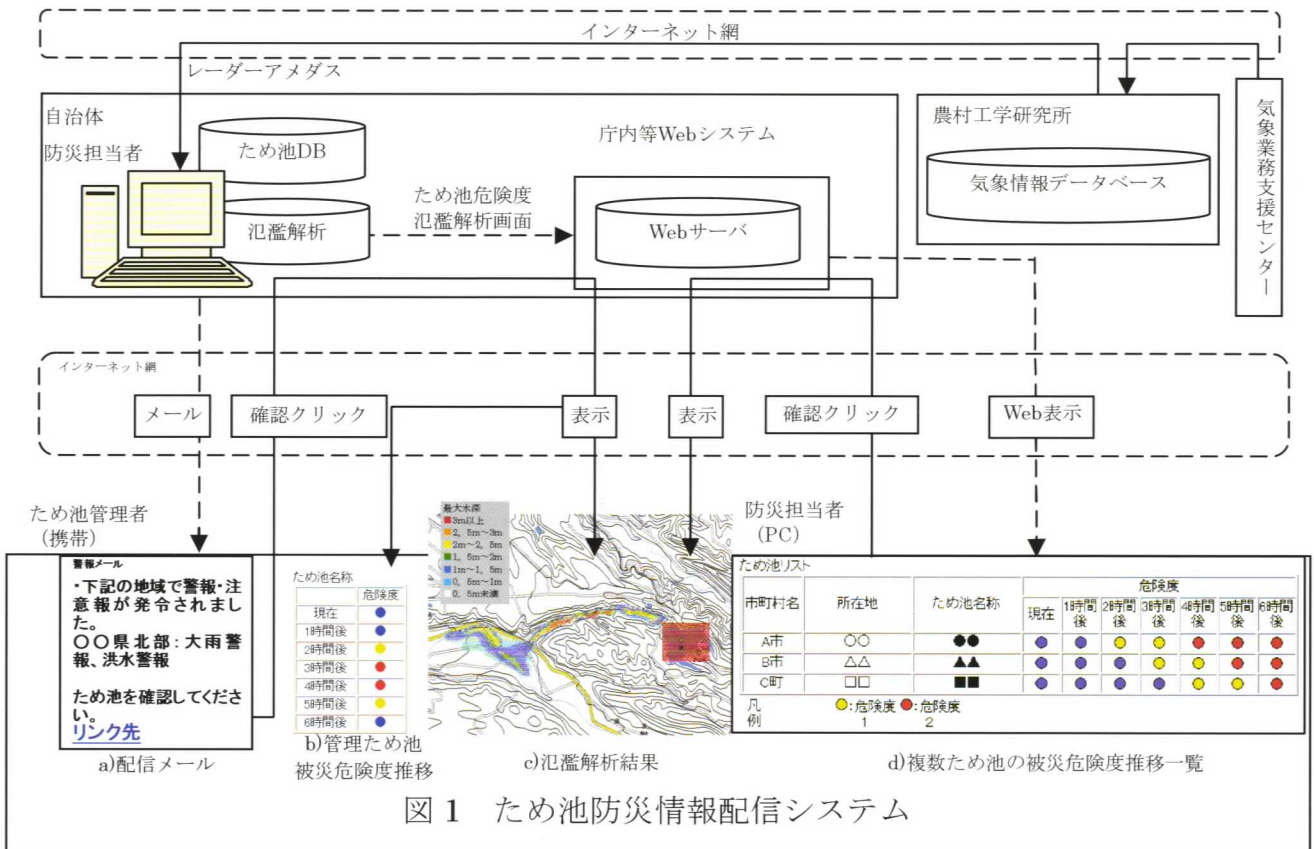 インターネット網
レーダーアメダス
自治体
防災担当者
ため池DB
氾濫解析
ため池危険度
氾濫解析画面
庁内等Webシステム
Webサーバ
農村工学研究所
気象情報データベース
気象業務支援センター
インターネット網
メール
確認クリック
表示
表示
確認クリック
Web表示
ため池管理者
(携帯)
警報メール
・下記の地域で警報・注
意報が発令されまし
た。
〇〇県北部:大雨警
報、洪水警報
ため池を確認してくださ
い。
リンク先
a)配信メール
ため池名称
危険度
現在
1時間後
2時間後
3時間後
4時間後
5時間後
6時間後
b)管理ため池
被災危険度推移
最大水深
3m以上
2．5m～3m
2m～2．5m
1．5m～2m
1m～1．5m
0．5m～1m
0．5m未満
c)氾濫解析結果
防災担当者
(PC)
ため池リスト
市町村名 所在地 ため池名称 危険度
現在 1時間後 2時間後 3時間後 4時間後 5時間後 6時間後
A市 ○○ ●●
B市 △△ ▲▲
C町 □□ ■■
凡例 ●:危険度1 ●:危険度2
d)複数ため池の被災危険度推移一覧
図1 ため池防災情報配信システム